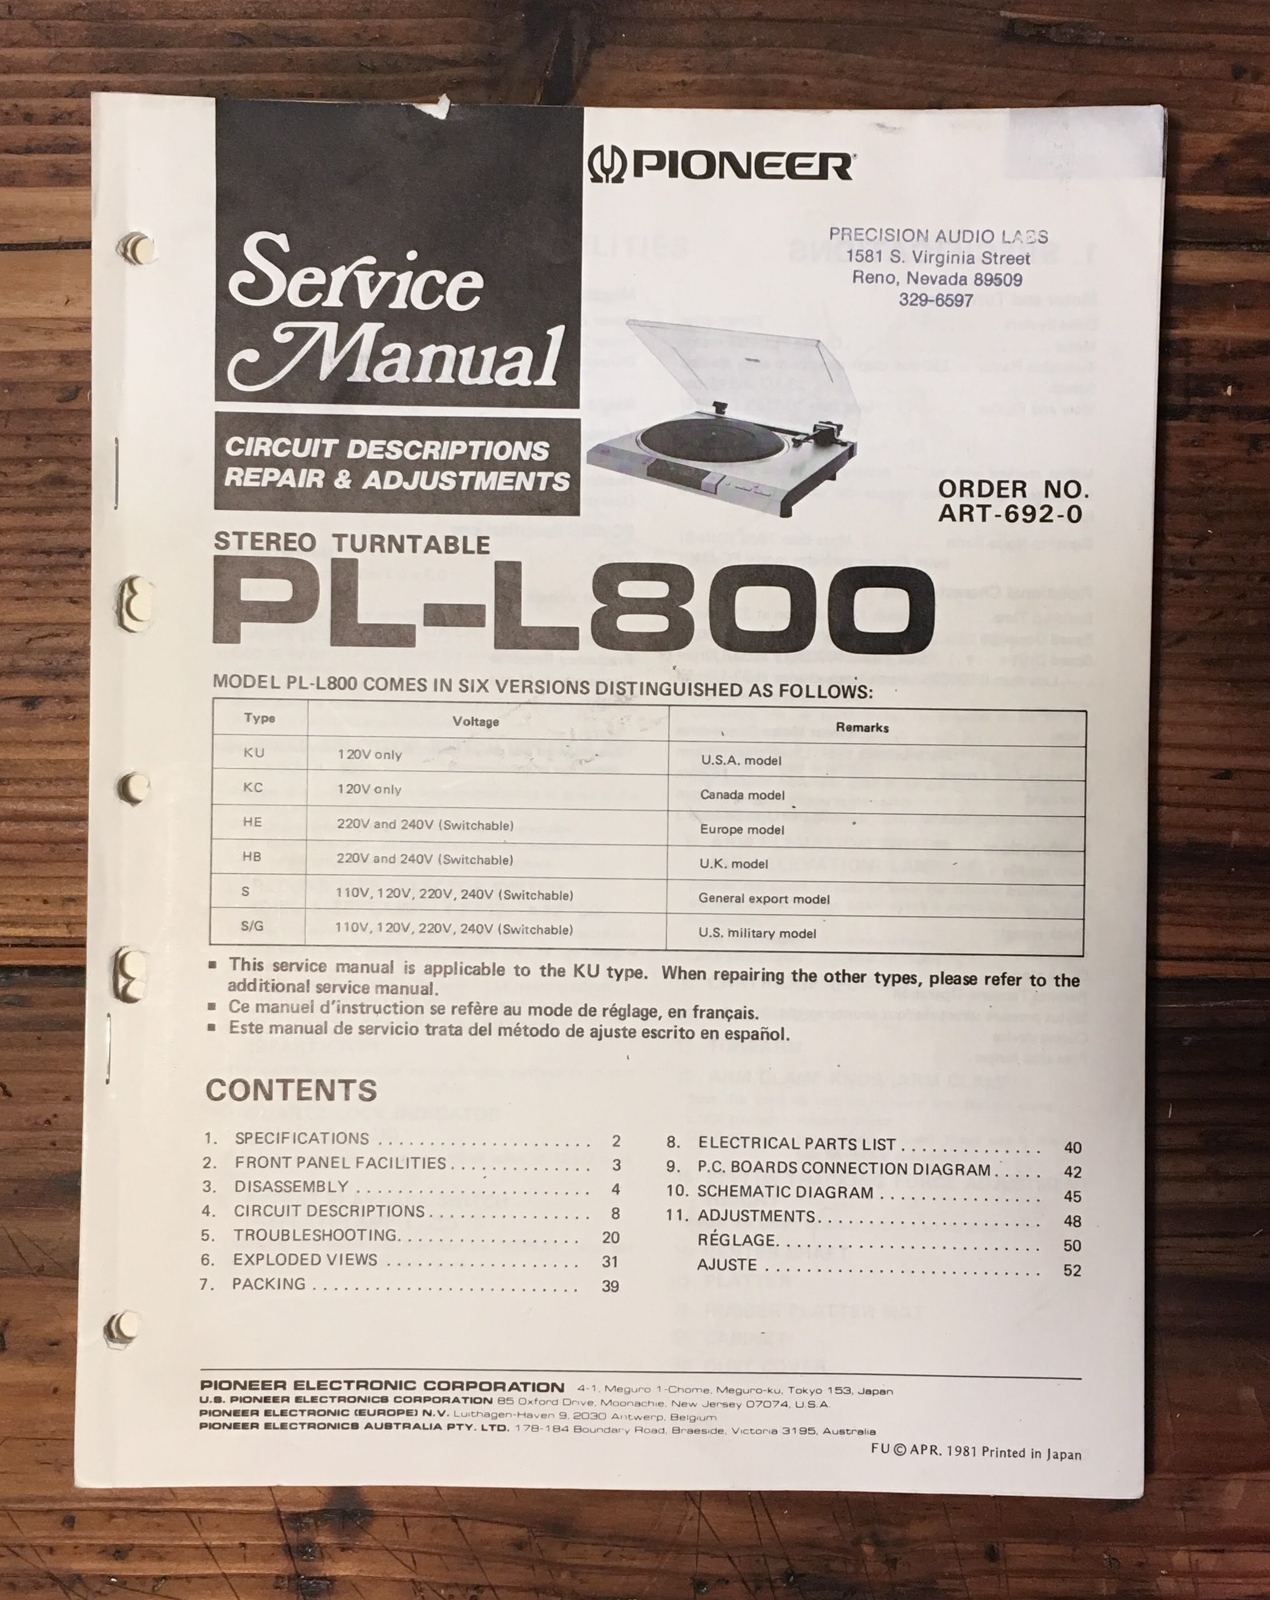 PIONEER
PRECISION AUDIO LABS
1581 S. Virginia Street
Reno, Nevada 89509
329-6597
Service
Manual
CIRCUIT DESCRIPTIONS
REPAIR & ADJUSTMENTS
ORDER NO.
ART-692-0
STEREO TURNTABLE
PL-L800
MODEL PL-L800 COMES IN SIX VERSIONS DISTINGUISHED AS FOLLOWS:
Type Voltage Remarks
KU 120V only U.S.A. model
KC 120V only Canada model
HE 220V and 240V (Switchable) Europe model
HB 220V and 240V (Switchable) U.K. model
S 110V, 120V, 220V, 240V (Switchable) General export model
S/G 110V, 120V, 220V, 240V (Switchable) U.S. military model
■ This service manual is applicable to the KU type. When repairing the other types, please refer to the
additional service manual.
■ Ce manuel d'instruction se refère au mode de réglage, en français.
■ Este manual de servicio trata del método de ajuste escrito en español.
CONTENTS
1. SPECIFICATIONS . . . . . . . . . . . . . . . . . . . . . 2
2. FRONT PANEL FACILITIES . . . . . . . . . . . . . . 3
3. DISASSEMBLY . . . . . . . . . . . . . . . . . . . . . . . 4
4. CIRCUIT DESCRIPTIONS . . . . . . . . . . . . . . . . 8
5. TROUBLESHOOTING . . . . . . . . . . . . . . . . . . 20
6. EXPLODED VIEWS . . . . . . . . . . . . . . . . . . . 31
7. PACKING . . . . . . . . . . . . . . . . . . . . . . . . . . 39
8. ELECTRICAL PARTS LIST . . . . . . . . . . . . . . 40
9. P.C. BOARDS CONNECTION DIAGRAM . . . . . 42
10. SCHEMATIC DIAGRAM . . . . . . . . . . . . . . . . 45
11. ADJUSTMENTS . . . . . . . . . . . . . . . . . . . . . . 48
RÉGLAGE . . . . . . . . . . . . . . . . . . . . . . . . . . 50
AJUSTE . . . . . . . . . . . . . . . . . . . . . . . . . . . 52
PIONEER ELECTRONIC CORPORATION 4-1, Meguro 1-Chome, Meguro-ku, Tokyo 153, Japan
U.S. PIONEER ELECTRONICS CORPORATION 85 Oxford Drive, Moonachie, New Jersey 07074, U.S.A.
PIONEER ELECTRONIC (EUROPE) N.V. Luithagen-Haven 9, 2030 Antwerp, Belgium
PIONEER ELECTRONICS AUSTRALIA PTY. LTD. 178-184 Boundary Road, Braeside, Victoria 3195, Australia
FU © APR. 1981 Printed in Japan